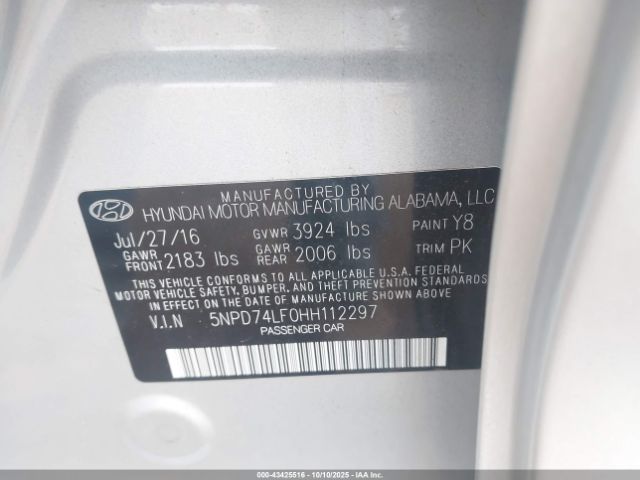 MANUFACTURED BY
HYUNDAI MOTOR MANUFACTURING ALABAMA, LLC
Jul/27/16 GVWR 3924 lbs PAINT Y8
GAWR FRONT 2183 lbs GAWR REAR 2006 lbs TRIM PK
THIS VEHICLE CONFORMS TO ALL APPLICABLE U.S.A. FEDERAL
MOTOR VEHICLE SAFETY, BUMPER, AND THEFT PREVENTION STANDARDS
IN EFFECT ON THE DATE OF MANUFACTURE SHOWN ABOVE
V.I.N 5NPD74LF0HH112297
PASSENGER CAR
000-43425516 - 10/10/2025 - IAAI.COM